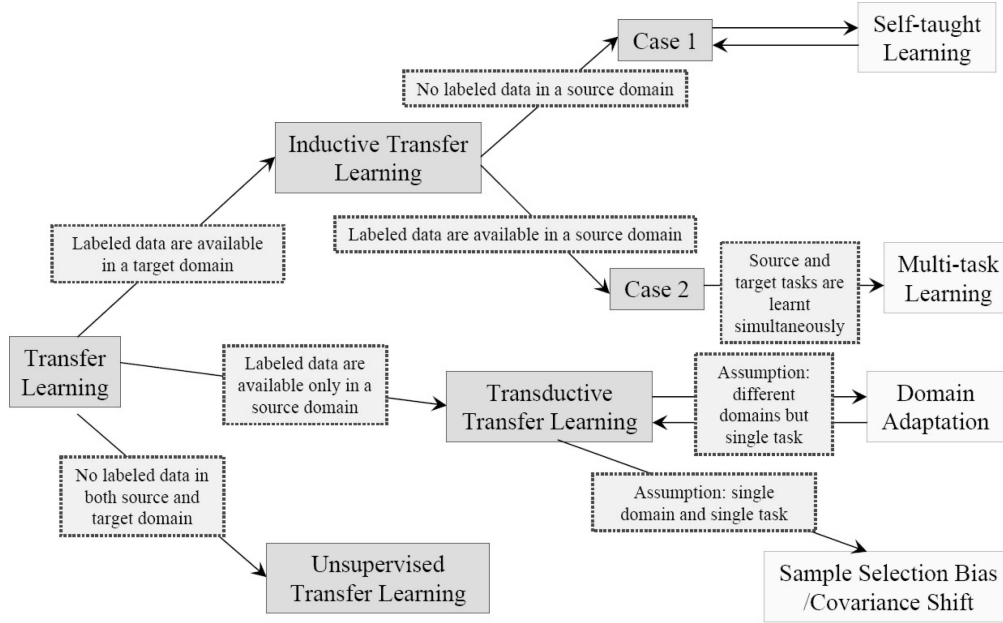 Case 1
Self-taught
Learning
No labeled data in a source domain
Inductive Transfer
Learning
Labeled data are available
in a target domain
Labeled data are available in a source domain
Case 2
Source and
target tasks are
learnt
simultaneously
Multi-task
Learning
Transfer
Learning
Labeled data are
available only in a
source domain
Transductive
Transfer Learning
Assumption:
different
domains but
single task
Domain
Adaptation
No labeled data in
both source and
target domain
Assumption: single
domain and single task
Unsupervised
Transfer Learning
Sample Selection Bias
/Covariance Shift